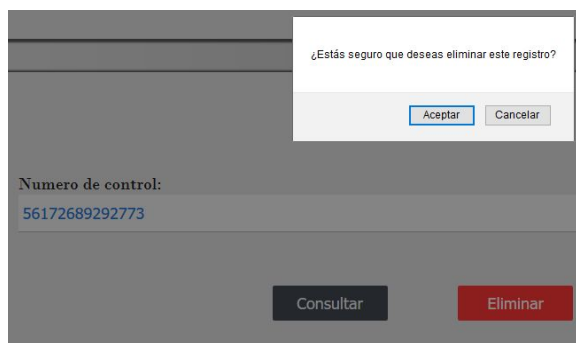 ¿Estás seguro que deseas eliminar este registro?
Aceptar Cancelar
Numero de control:
56172689292773
Consultar Eliminar